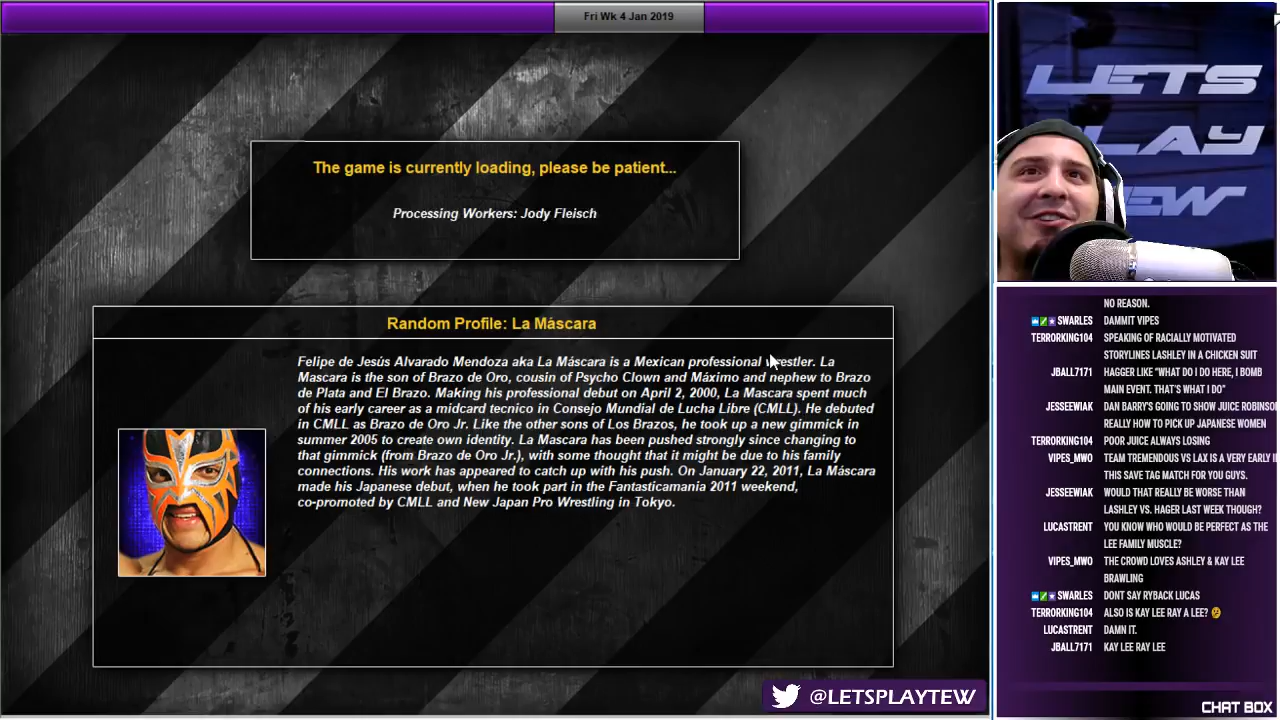 Fri Wk 4 Jan 2019
The game is currently loading, please be patient...
Processing Workers: Jody Fleisch
Random Profile: La Máscara
Felipe de Jesús Alvarado Mendoza aka La Máscara is a Mexican professional wrestler. La
Mascara is the son of Brazo de Oro, cousin of Psycho Clown and Máximo and nephew to Brazo
de Plata and El Brazo. Making his professional debut on April 2, 2000, La Mascara spent much
of his early career as a midcard tecnico in Consejo Mundial de Lucha Libre (CMLL). He debuted
in CMLL as Brazo de Oro Jr. Like the other sons of Los Brazos, he took up a new gimmick in
summer 2005 to create own identity. La Mascara has been pushed strongly since changing to
that gimmick (from Brazo de Oro Jr.), with some thought that it might be due to his family
connections. His work has appeared to catch up with his push. On January 22, 2011, La Máscara
made his Japanese debut, when he took part in the Fantasticamania 2011 weekend,
co-promoted by CMLL and New Japan Pro Wrestling in Tokyo.
@LETSPLAYTEW
LETS
PLAY
TEW
NO REASON.
SWARLES DAMMIT VIPES
TERRORKING104 SPEAKING OF RACIALLY MOTIVATED
STORYLINES LASHLEY IN A CHICKEN SUIT
JBALL7171 HAGGER LIKE "WHAT DO I DO HERE, I BOMB
MAIN EVENT. THAT'S WHAT I DO"
JESSEEWIAK DAN BARRY'S GOING TO SHOW JUICE ROBINSO
REALLY HOW TO PICK UP JAPANESE WOMEN
TERRORKING104 POOR JUICE ALWAYS LOSING
VIPES_MWO TEAM TREMENDOUS VS LAX IS A VERY EARLY
THIS SAVE TAG MATCH FOR YOU GUYS.
JESSEEWIAK WOULD THAT REALLY BE WORSE THAN
LASHLEY VS. HAGER LAST WEEK THOUGH?
LUCASTRENT YOU KNOW WHO WOULD BE PERFECT AS THE
LEE FAMILY MUSCLE?
VIPES_MWO THE CROWD LOVES ASHLEY & KAY LEE
BRAWLING
SWARLES DONT SAY RYBACK LUCAS
TERRORKING104 ALSO IS KAY LEE RAY A LEE? 🤔
LUCASTRENT DAMN IT.
JBALL7171 KAY LEE RAY LEE
CHAT BOX